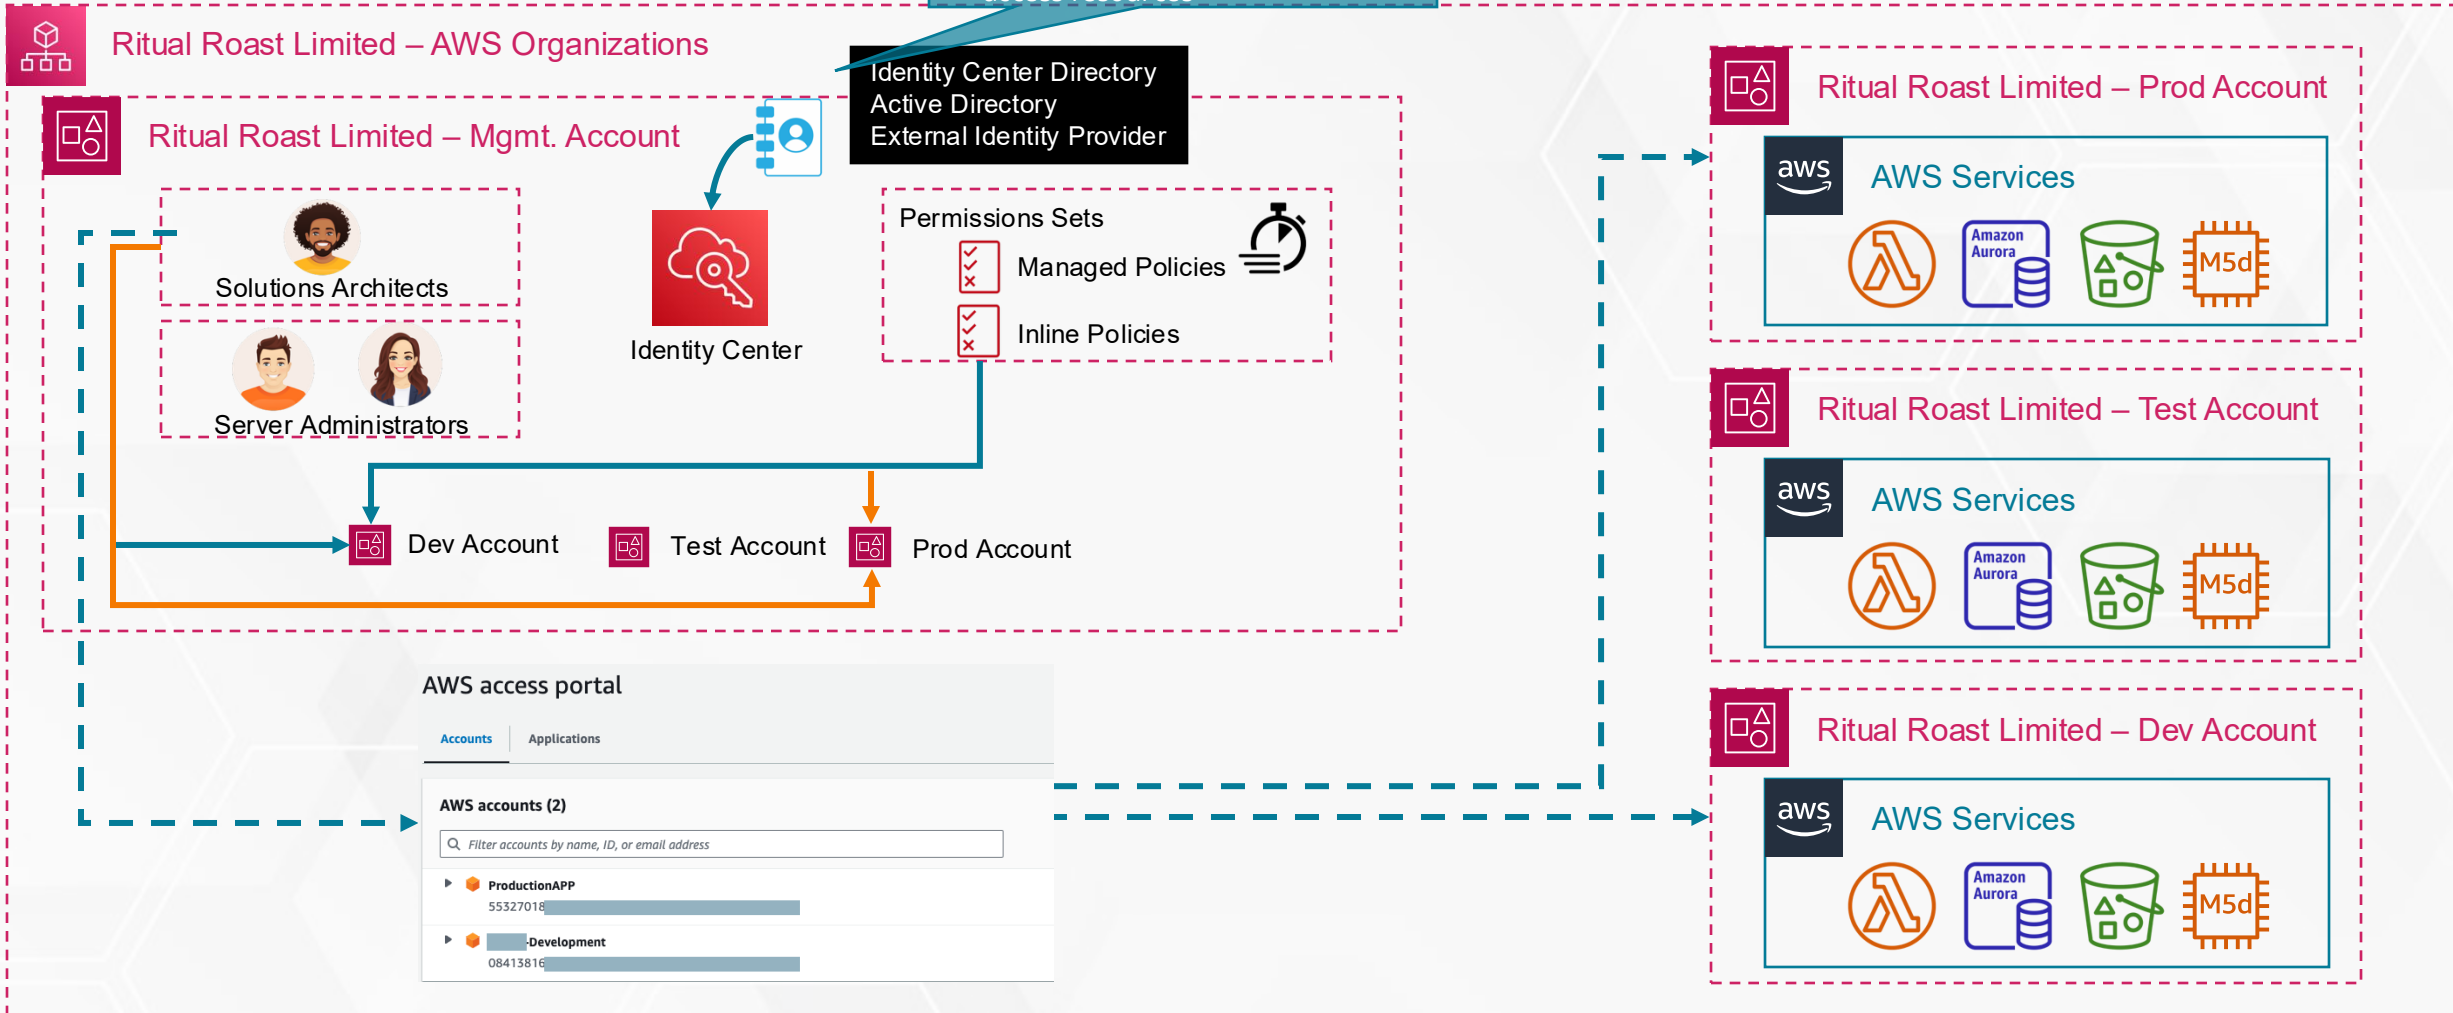 Ritual Roast Limited – AWS Organizations
Identity Center Directory
Active Directory
External Identity Provider
Ritual Roast Limited – Mgmt. Account
Solutions Architects
Server Administrators
Identity Center
Permissions Sets
Managed Policies
Inline Policies
Dev Account
Test Account
Prod Account
AWS access portal
Accounts
Applications
AWS accounts (2)
Filter accounts by name, ID, or email address
ProductionAPP
55327018
-Development
08413816
Ritual Roast Limited – Prod Account
aws
AWS Services
Amazon
Aurora
M5d
Ritual Roast Limited – Test Account
aws
AWS Services
Amazon
Aurora
M5d
Ritual Roast Limited – Dev Account
aws
AWS Services
Amazon
Aurora
M5d